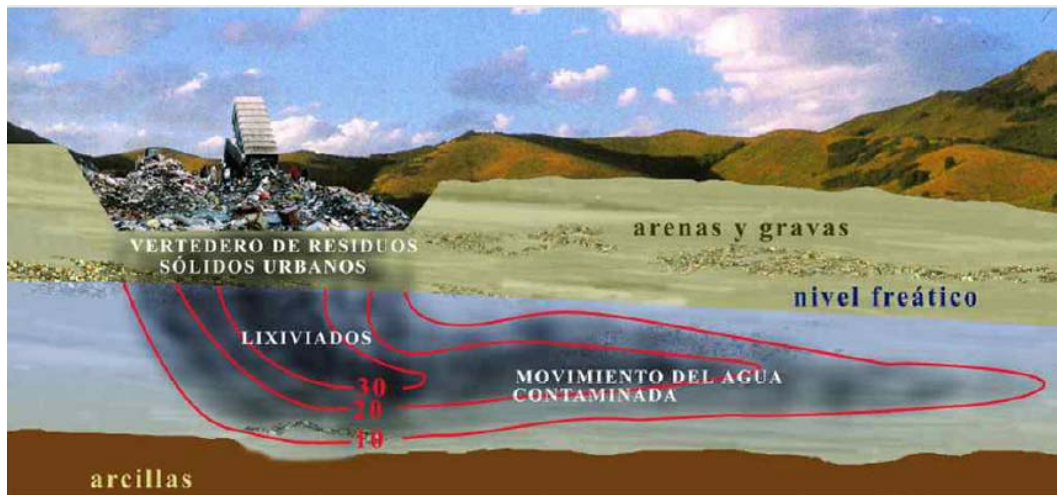 arenas y gravas
VERTEDERO DE RESIDUOS
SÓLIDOS URBANOS
nivel freático
LIXIVIADOS
MOVIMIENTO DEL AGUA
CONTAMINADA
30
20
10
arcillas